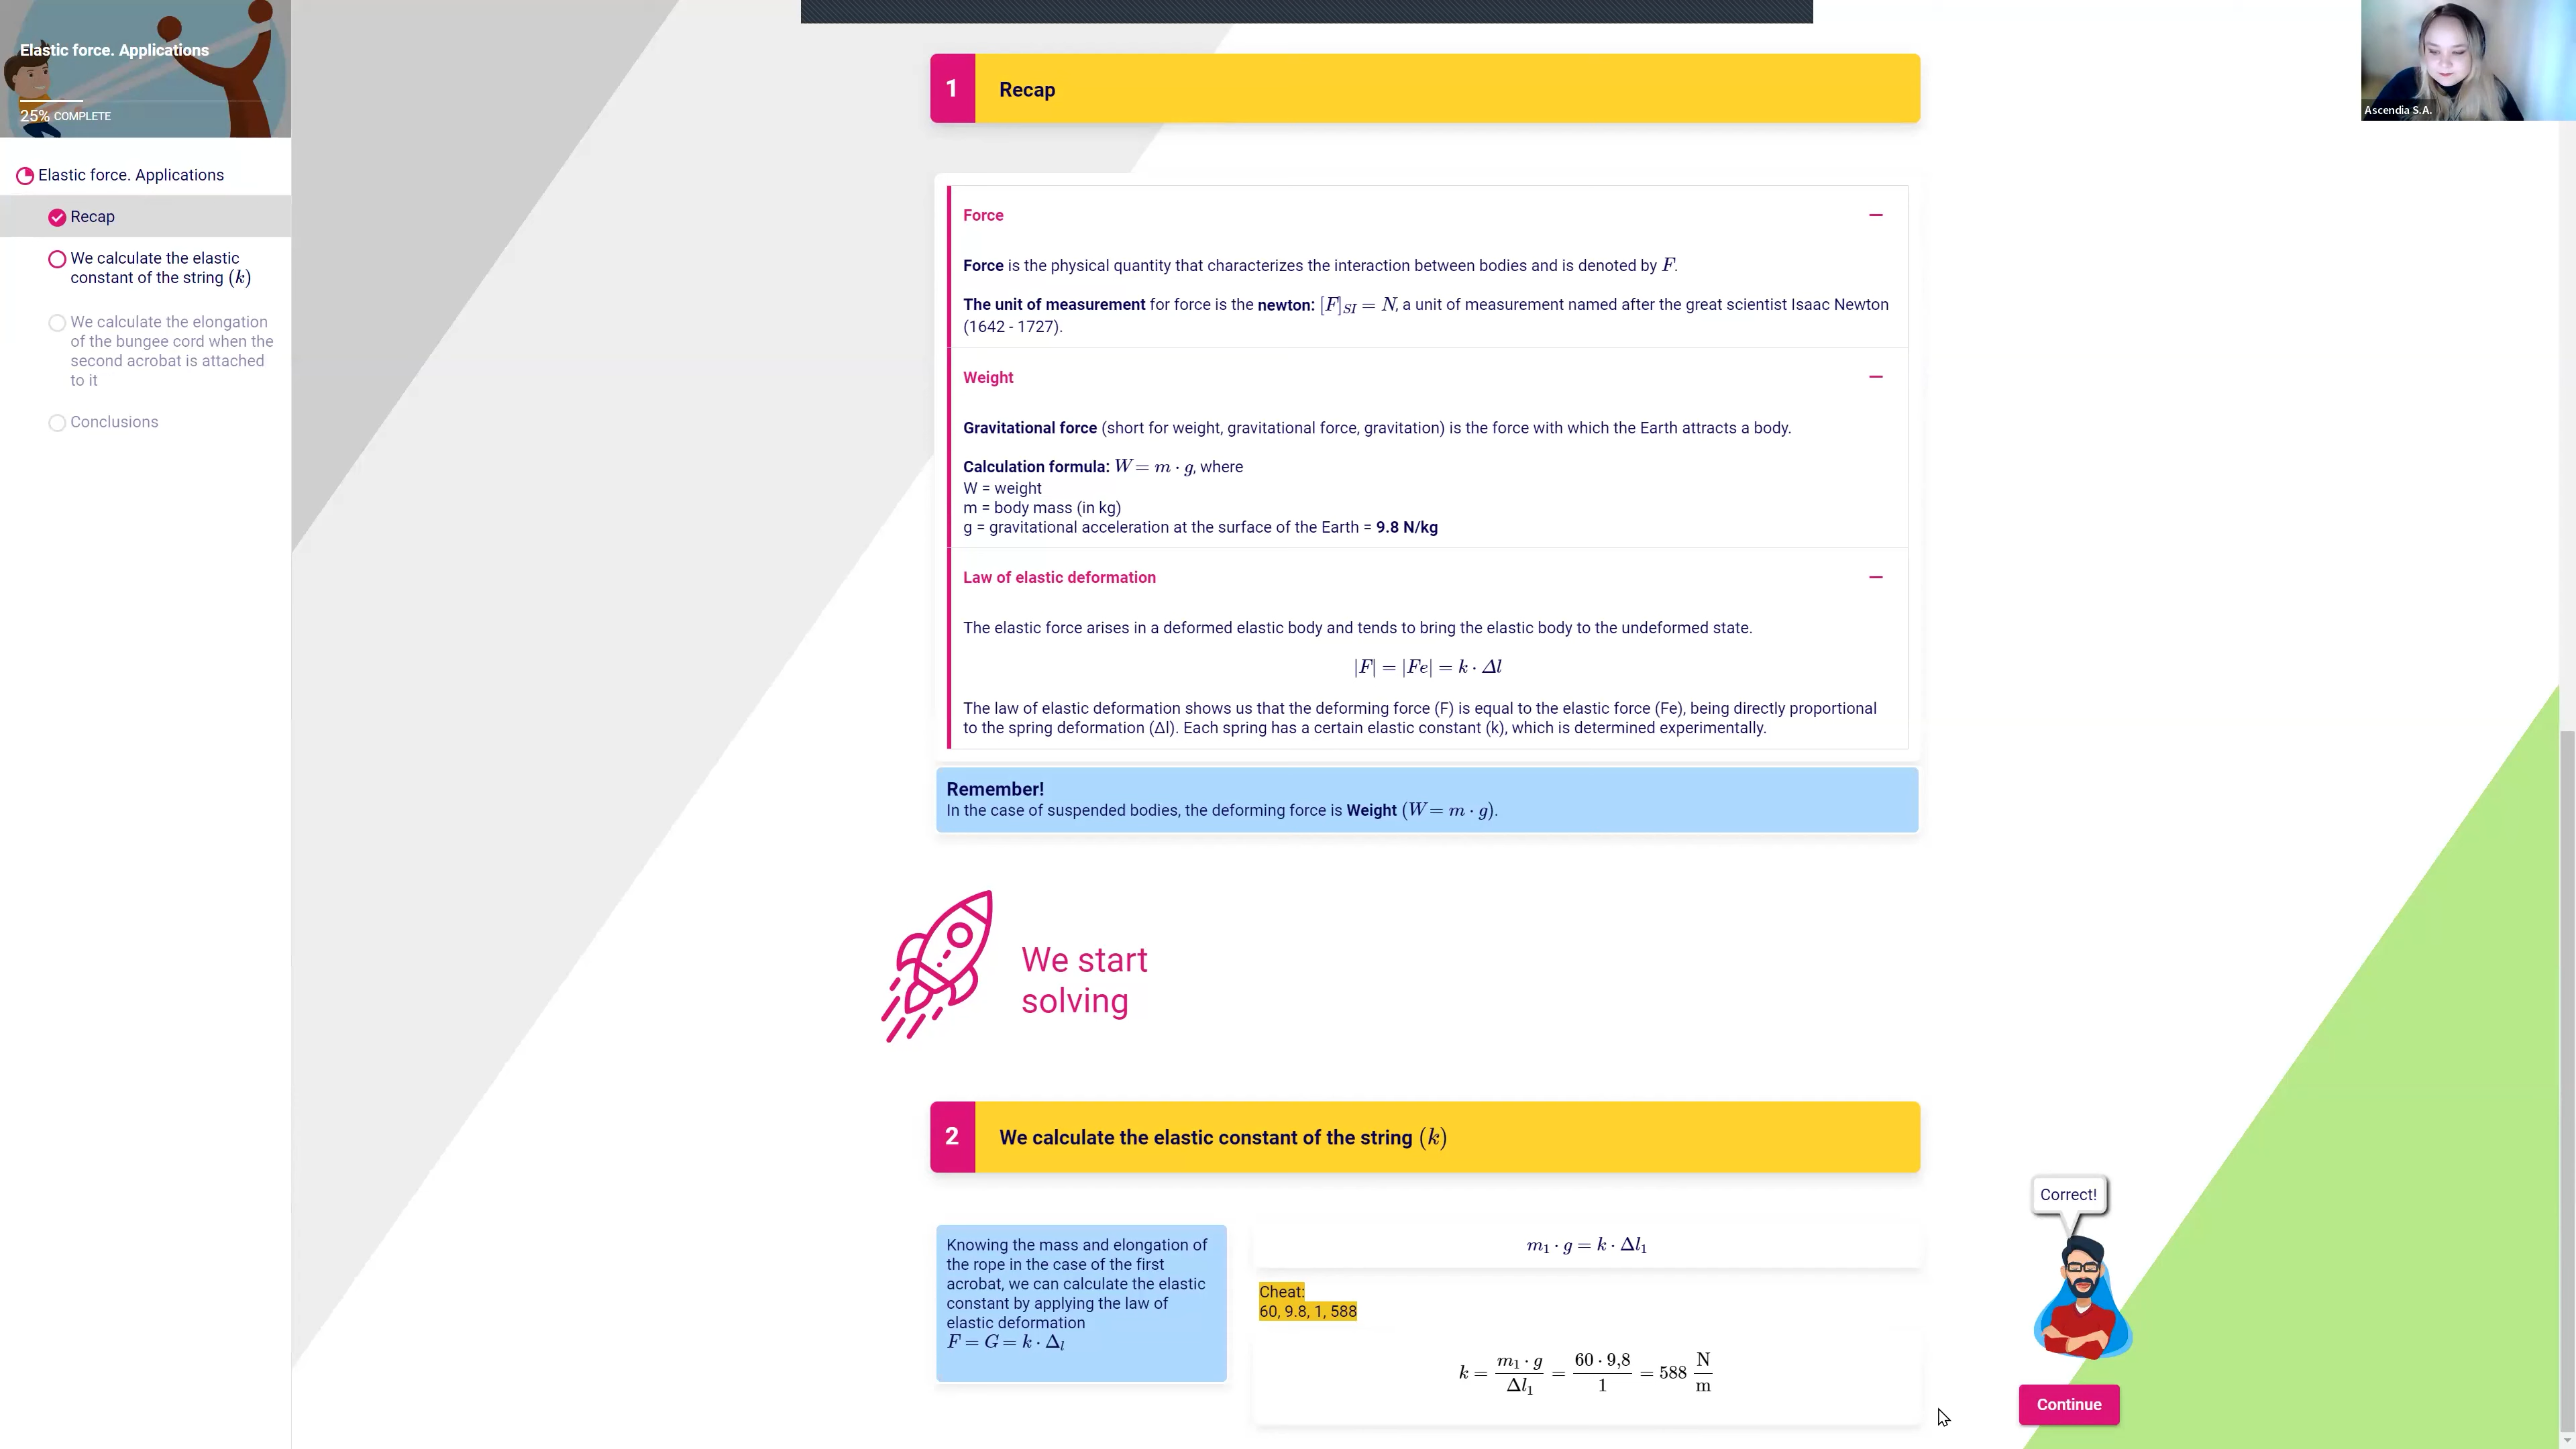 Elastic force. Applications
25% COMPLETE
Elastic force. Applications
Recap
We calculate the elastic
constant of the string (k)
We calculate the elongation
of the bungee cord when the
second acrobat is attached
to it
Conclusions
1
Recap
Force
Force is the physical quantity that characterizes the interaction between bodies and is denoted by F.
The unit of measurement for force is the newton: [F]_SI = N, a unit of measurement named after the great scientist Isaac Newton
(1642 - 1727).
Weight
Gravitational force (short for weight, gravitational force, gravitation) is the force with which the Earth attracts a body.
Calculation formula: W = m · g, where
W = weight
m = body mass (in kg)
g = gravitational acceleration at the surface of the Earth = 9.8 N/kg
Law of elastic deformation
The elastic force arises in a deformed elastic body and tends to bring the elastic body to the undeformed state.
|F| = |Fe| = k · Δl
The law of elastic deformation shows us that the deforming force (F) is equal to the elastic force (Fe), being directly proportional
to the spring deformation (Δl). Each spring has a certain elastic constant (k), which is determined experimentally.
Remember!
In the case of suspended bodies, the deforming force is Weight (W = m · g).
We start
solving
2
We calculate the elastic constant of the string (k)
Knowing the mass and elongation of
the rope in the case of the first
acrobat, we can calculate the elastic
constant by applying the law of
elastic deformation
F = G = k · Δ_l
m₁ · g = k · Δl₁
Cheat:
60, 9.8, 1, 588
k = (m₁ · g)/(Δl₁) = (60 · 9,8)/1 = 588 N/m
Correct!
Continue
Ascendia S.A.